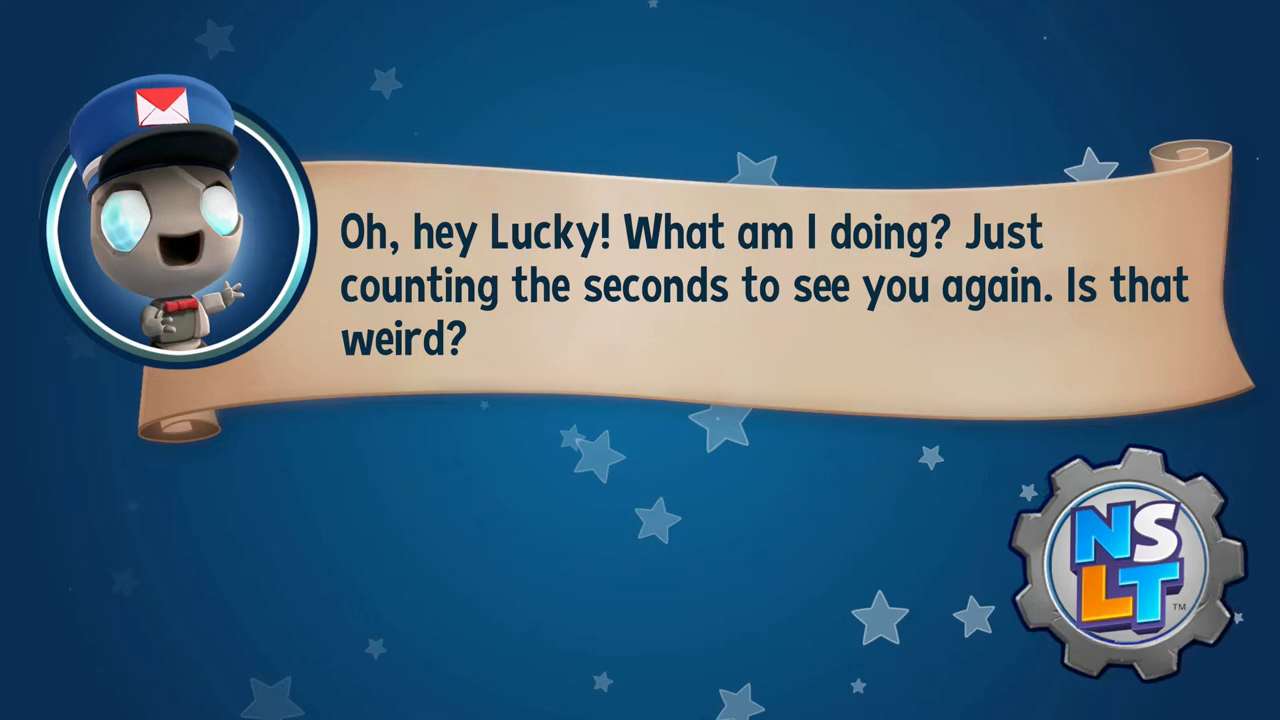 Oh, hey Lucky! What am I doing? Just
counting the seconds to see you again. Is that
weird?
NS
LT
TM